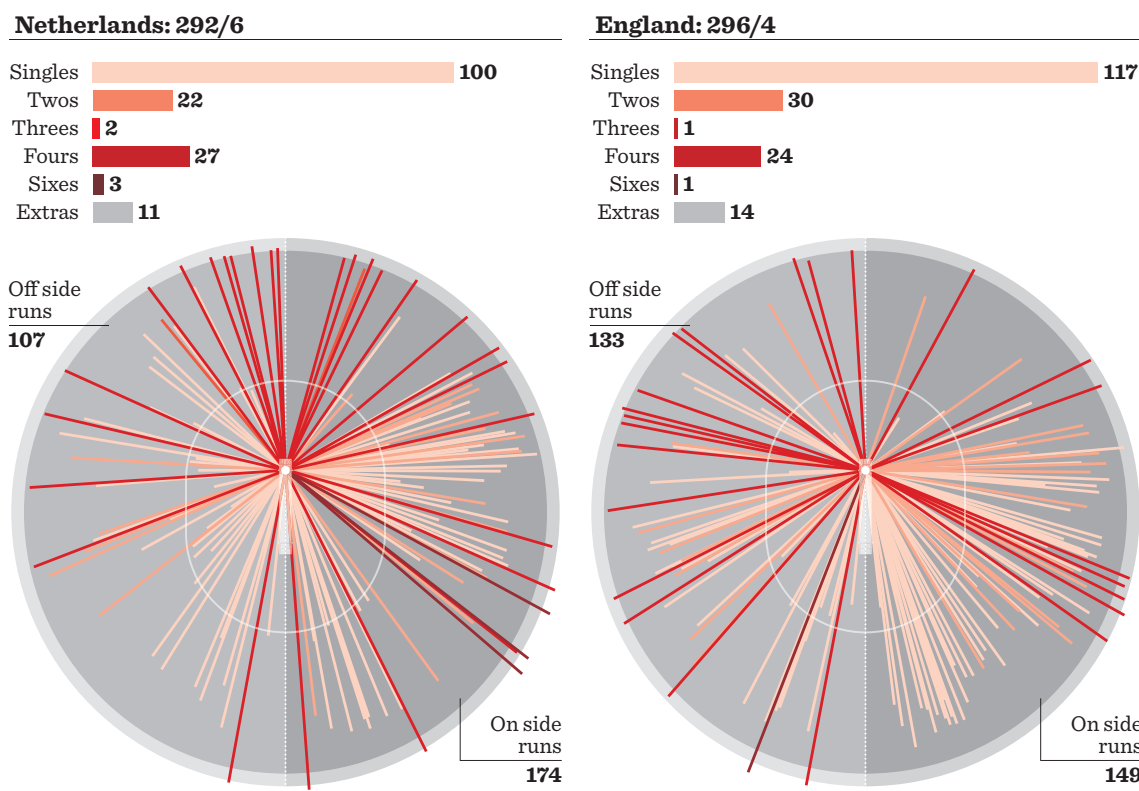 Netherlands: 292/6
Singles 100
Twos 22
Threes 2
Fours 27
Sixes 3
Extras 11
Off side
runs
107
On side
runs
174
England: 296/4
Singles 117
Twos 30
Threes 1
Fours 24
Sixes 1
Extras 14
Off side
runs
133
On side
runs
149